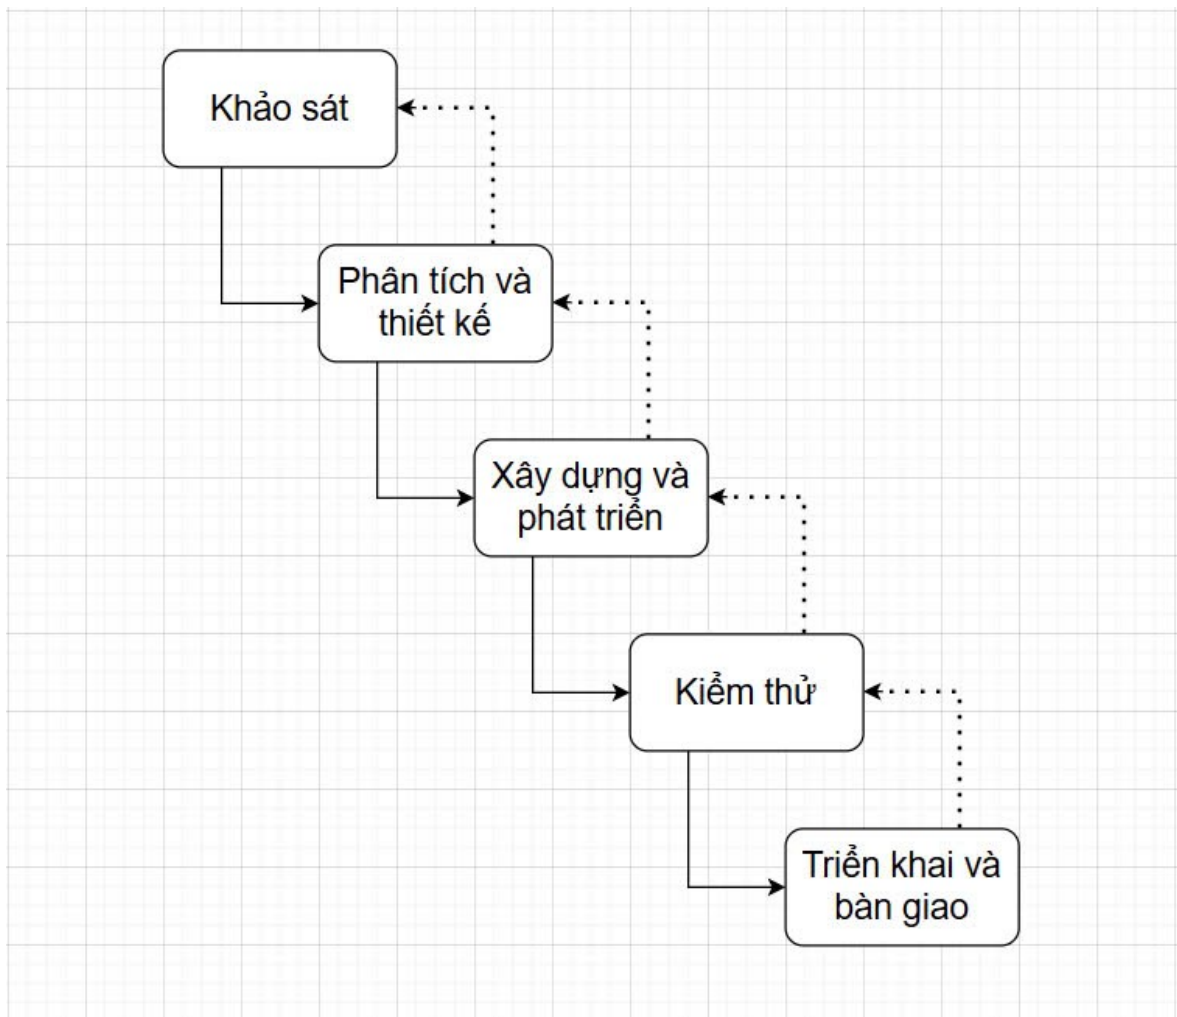 Khảo sát
Phân tích và
thiết kế
Xây dựng và
phát triển
Kiểm thử
Triển khai và
bàn giao